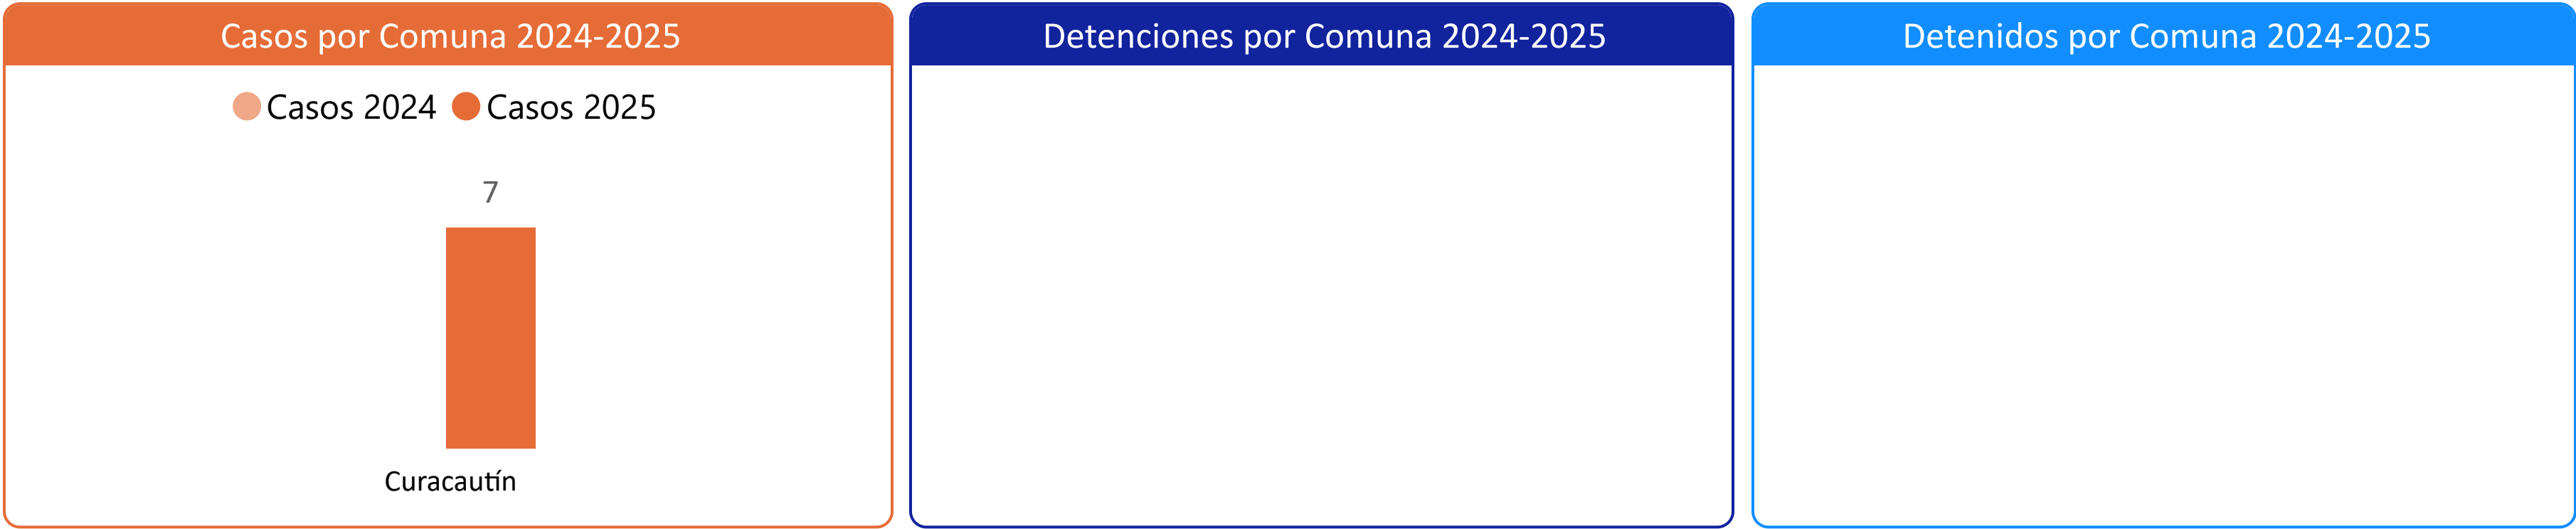 Casos por Comuna 2024-2025
Casos 2024 Casos 2025
7
Curacautín
Detenciones por Comuna 2024-2025
Detenidos por Comuna 2024-2025